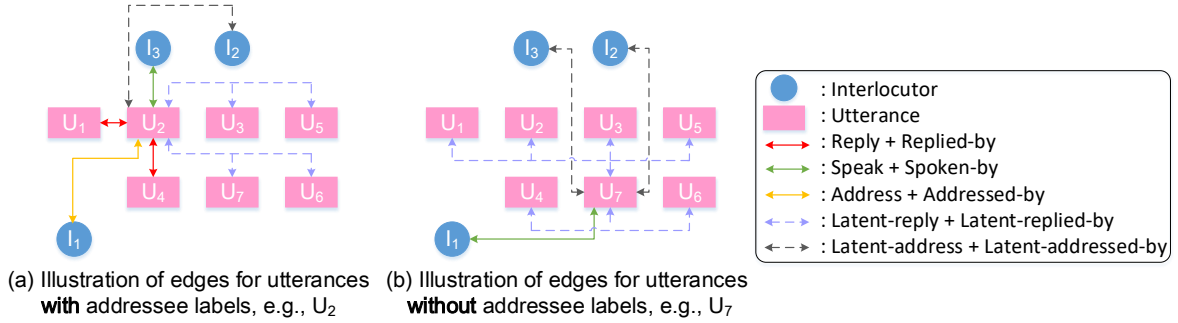 I3 I2
U1 U2 U3 U5
U4 U7 U6
I1
(a) Illustration of edges for utterances
with addressee labels, e.g., U2
I3 I2
U1 U2 U3 U5
U4 U7 U6
I1
(b) Illustration of edges for utterances
without addressee labels, e.g., U7
: Interlocutor
: Utterance
: Reply + Replied-by
: Speak + Spoken-by
: Address + Addressed-by
: Latent-reply + Latent-replied-by
: Latent-address + Latent-addressed-by